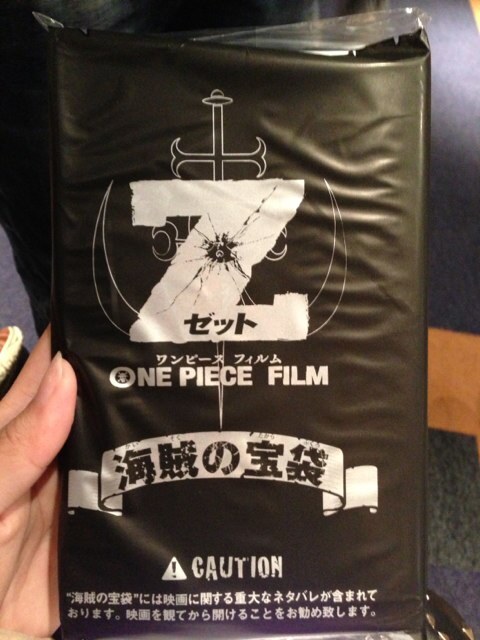 Z
ゼット
ワンピース フィルム
ONE PIECE FILM
海賊の宝袋
CAUTION
"海賊の宝袋"には映画に関する重大なネタバレが含まれて
おります。映画を観てから開けることをお勧め致します。